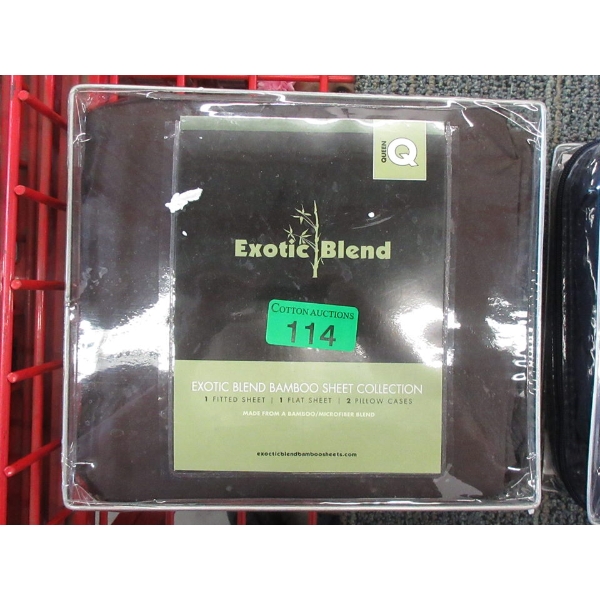 QUEEN
Q
Exotic Blend
COTTON AUCTIONS
114
EXOTIC BLEND BAMBOO SHEET COLLECTION
1 FITTED SHEET | 1 FLAT SHEET | 2 PILLOW CASES
MADE FROM A BAMBOO/MICROFIBER BLEND
exocticblendbamboosheets.com